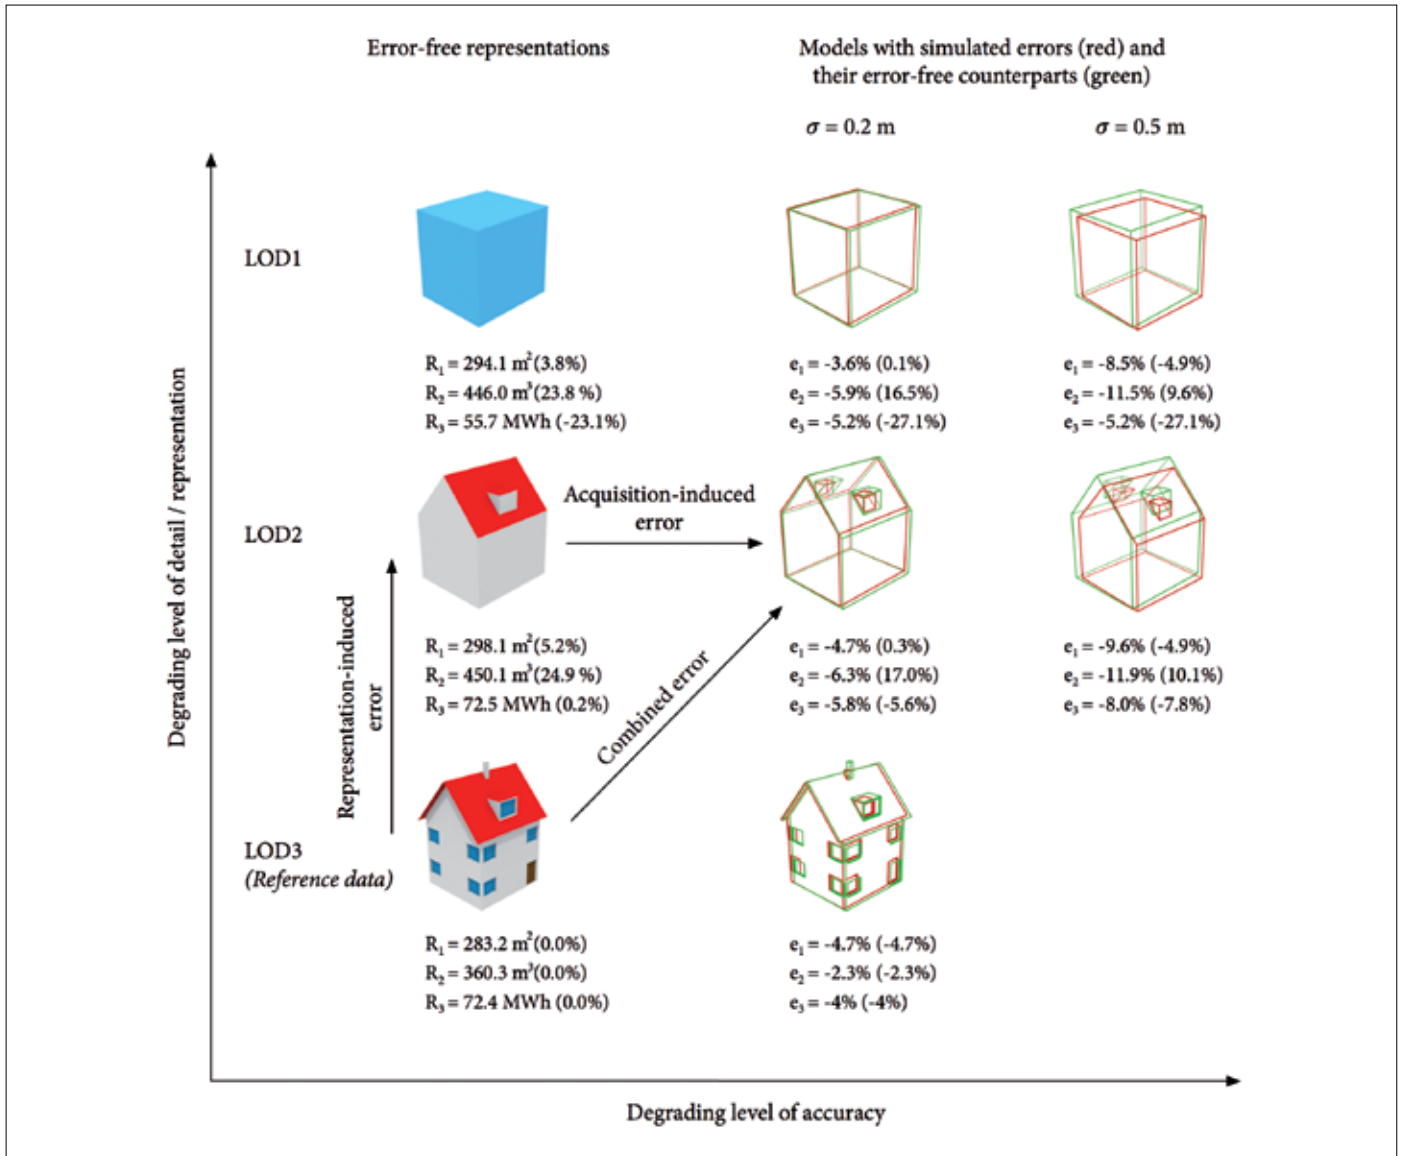 Error-free representations
Models with simulated errors (red) and
their error-free counterparts (green)
σ = 0.2 m
σ = 0.5 m
Degrading level of detail / representation
LOD1
R₁ = 294.1 m²(3.8%)
R₂ = 446.0 m³(23.8 %)
R₃ = 55.7 MWh (-23.1%)
e₁ = -3.6% (0.1%)
e₂ = -5.9% (16.5%)
e₃ = -5.2% (-27.1%)
e₁ = -8.5% (-4.9%)
e₂ = -11.5% (9.6%)
e₃ = -5.2% (-27.1%)
LOD2
Acquisition-induced
error
Representation-induced
error
Combined error
R₁ = 298.1 m²(5.2%)
R₂ = 450.1 m³(24.9 %)
R₃ = 72.5 MWh (0.2%)
e₁ = -4.7% (0.3%)
e₂ = -6.3% (17.0%)
e₃ = -5.8% (-5.6%)
e₁ = -9.6% (-4.9%)
e₂ = -11.9% (10.1%)
e₃ = -8.0% (-7.8%)
LOD3
(Reference data)
R₁ = 283.2 m²(0.0%)
R₂ = 360.3 m³(0.0%)
R₃ = 72.4 MWh (0.0%)
e₁ = -4.7% (-4.7%)
e₂ = -2.3% (-2.3%)
e₃ = -4% (-4%)
Degrading level of accuracy